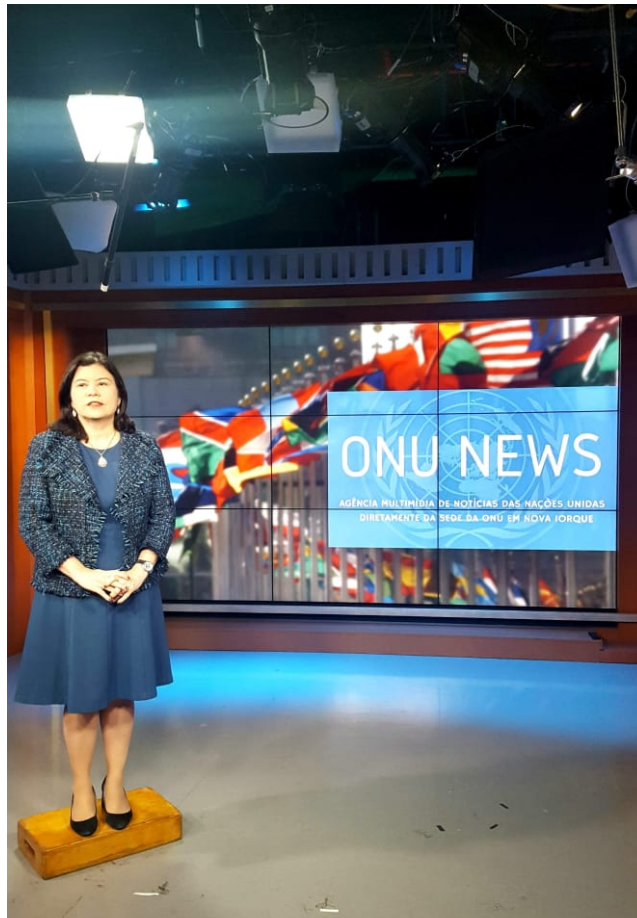 ONU NEWS
AGÊNCIA MULTIMÍDIA DE NOTÍCIAS DAS NAÇÕES UNIDAS
DIRETAMENTE DA SEDE DA ONU EM NOVA IORQUE